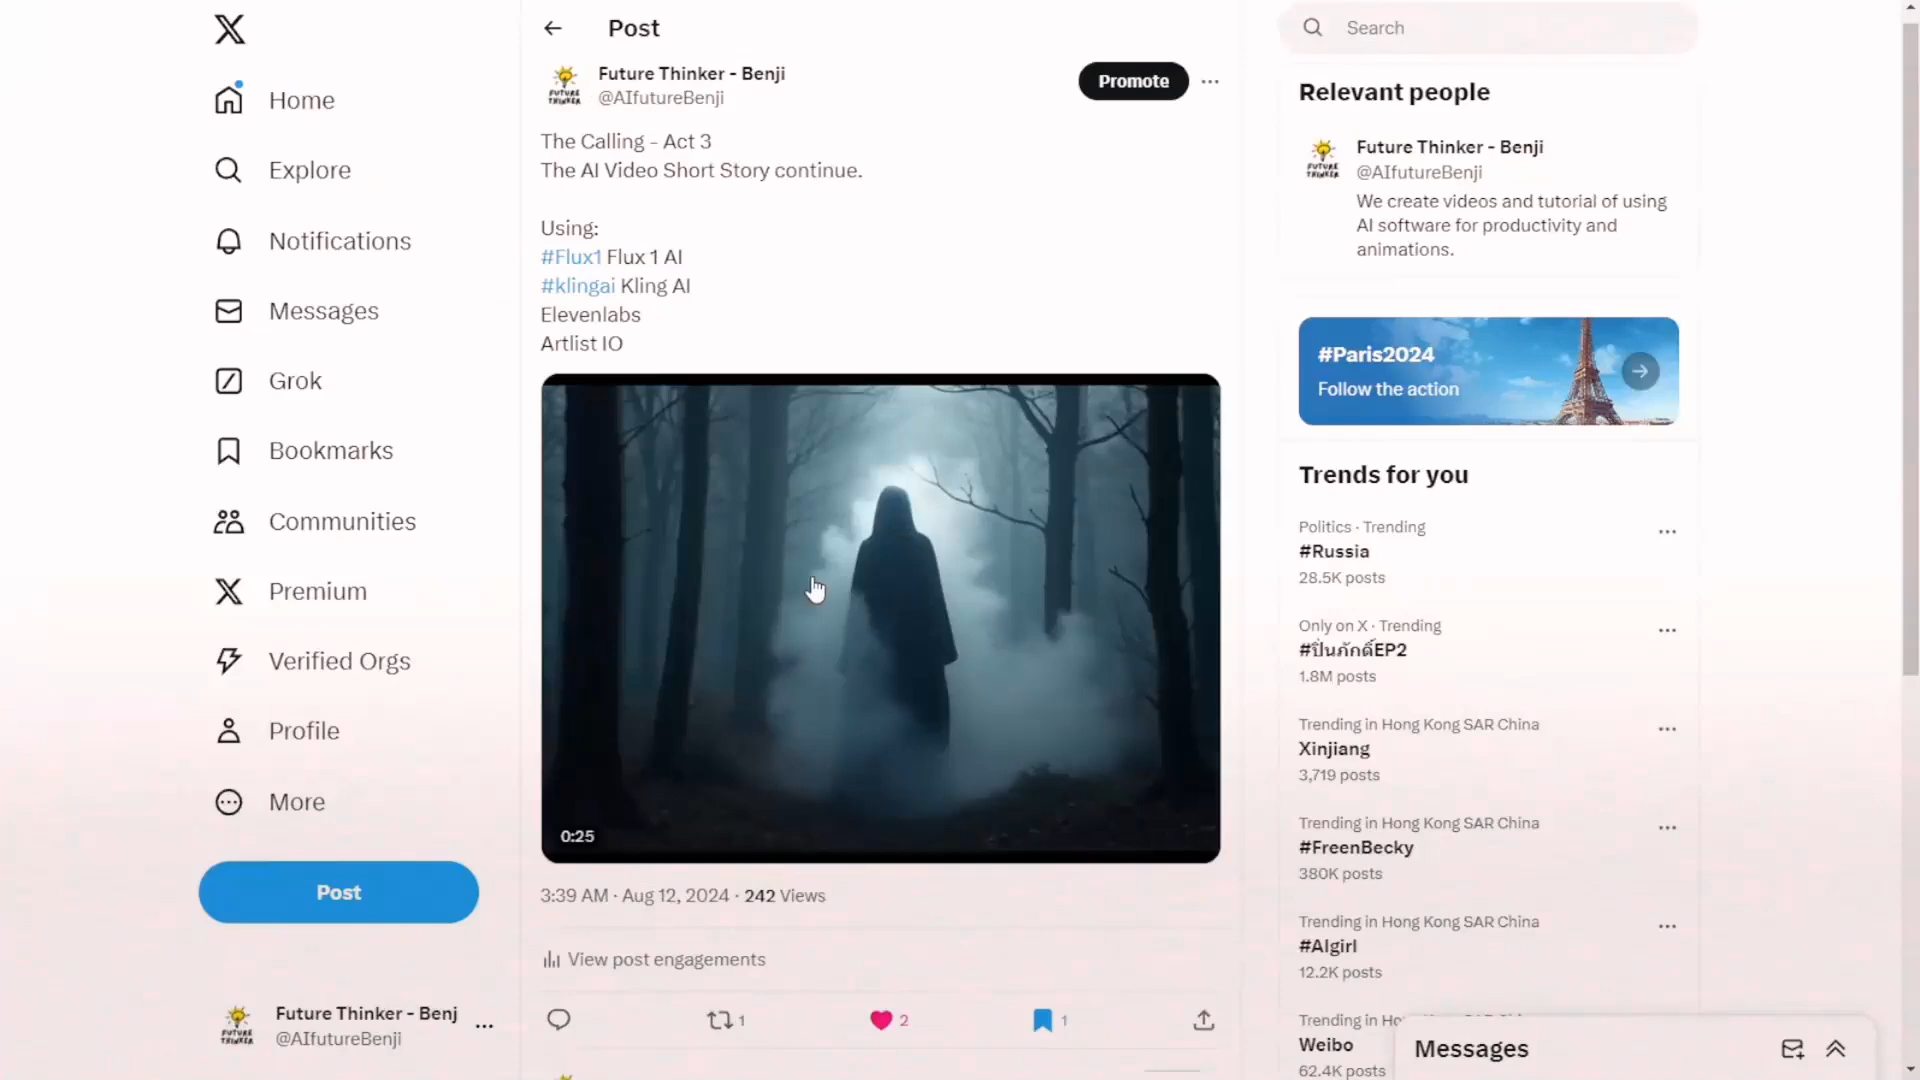 Home
Explore
Notifications
Messages
Grok
Bookmarks
Communities
Premium
Verified Orgs
Profile
More
Post
Future Thinker - Benj
@AIfutureBenji
Post
Future Thinker - Benji
@AIfutureBenji
Promote
The Calling - Act 3
The AI Video Short Story continue.
Using:
#Flux1 Flux 1 AI
#klingai Kling AI
Elevenlabs
Artlist IO
0:25
3:39 AM · Aug 12, 2024 · 242 Views
View post engagements
1
2
1
Search
Relevant people
Future Thinker - Benji
@AIfutureBenji
We create videos and tutorial of using
AI software for productivity and
animations.
#Paris2024
Follow the action
Trends for you
Politics · Trending
#Russia
28.5K posts
Only on X · Trending
#ปิ่นภักดิ์EP2
1.8M posts
Trending in Hong Kong SAR China
Xinjiang
3,719 posts
Trending in Hong Kong SAR China
#FreenBecky
380K posts
Trending in Hong Kong SAR China
#AIgirl
12.2K posts
Trending in
Weibo
62.4K posts
Messages